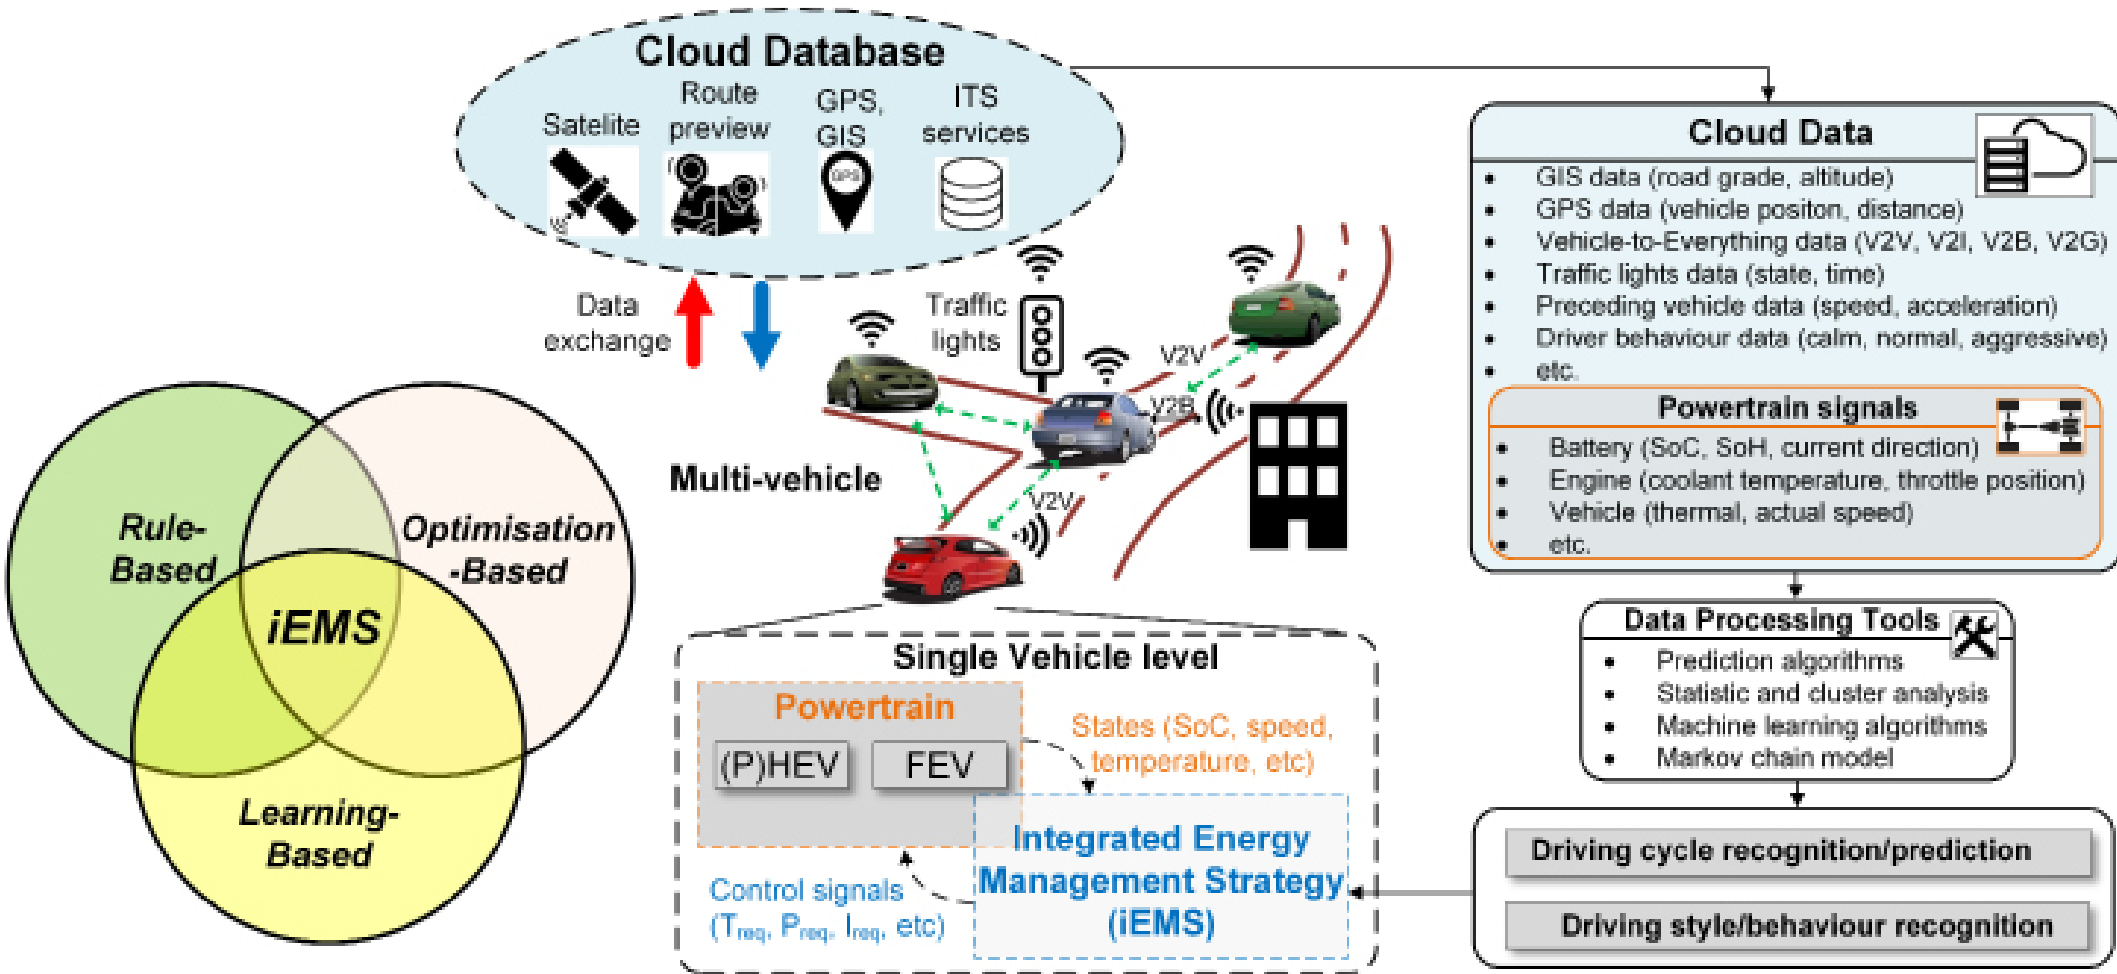 Cloud Database
Satelite
Route
preview
GPS,
GIS
GPS
ITS
services
Data
exchange
Traffic
lights
V2V
V2B
V2V
Multi-vehicle
Rule-
Based
Optimisation
-Based
iEMS
Learning-
Based
Single Vehicle level
Powertrain
(P)HEV
FEV
States (SoC, speed,
temperature, etc)
Integrated Energy
Management Strategy
(iEMS)
Control signals
(Treq, Preq, Ireq, etc)
Cloud Data
• GIS data (road grade, altitude)
• GPS data (vehicle positon, distance)
• Vehicle-to-Everything data (V2V, V2I, V2B, V2G)
• Traffic lights data (state, time)
• Preceding vehicle data (speed, acceleration)
• Driver behaviour data (calm, normal, aggressive)
• etc.
Powertrain signals
• Battery (SoC, SoH, current direction)
• Engine (coolant temperature, throttle position)
• Vehicle (thermal, actual speed)
• etc.
Data Processing Tools
• Prediction algorithms
• Statistic and cluster analysis
• Machine learning algorithms
• Markov chain model
Driving cycle recognition/prediction
Driving style/behaviour recognition